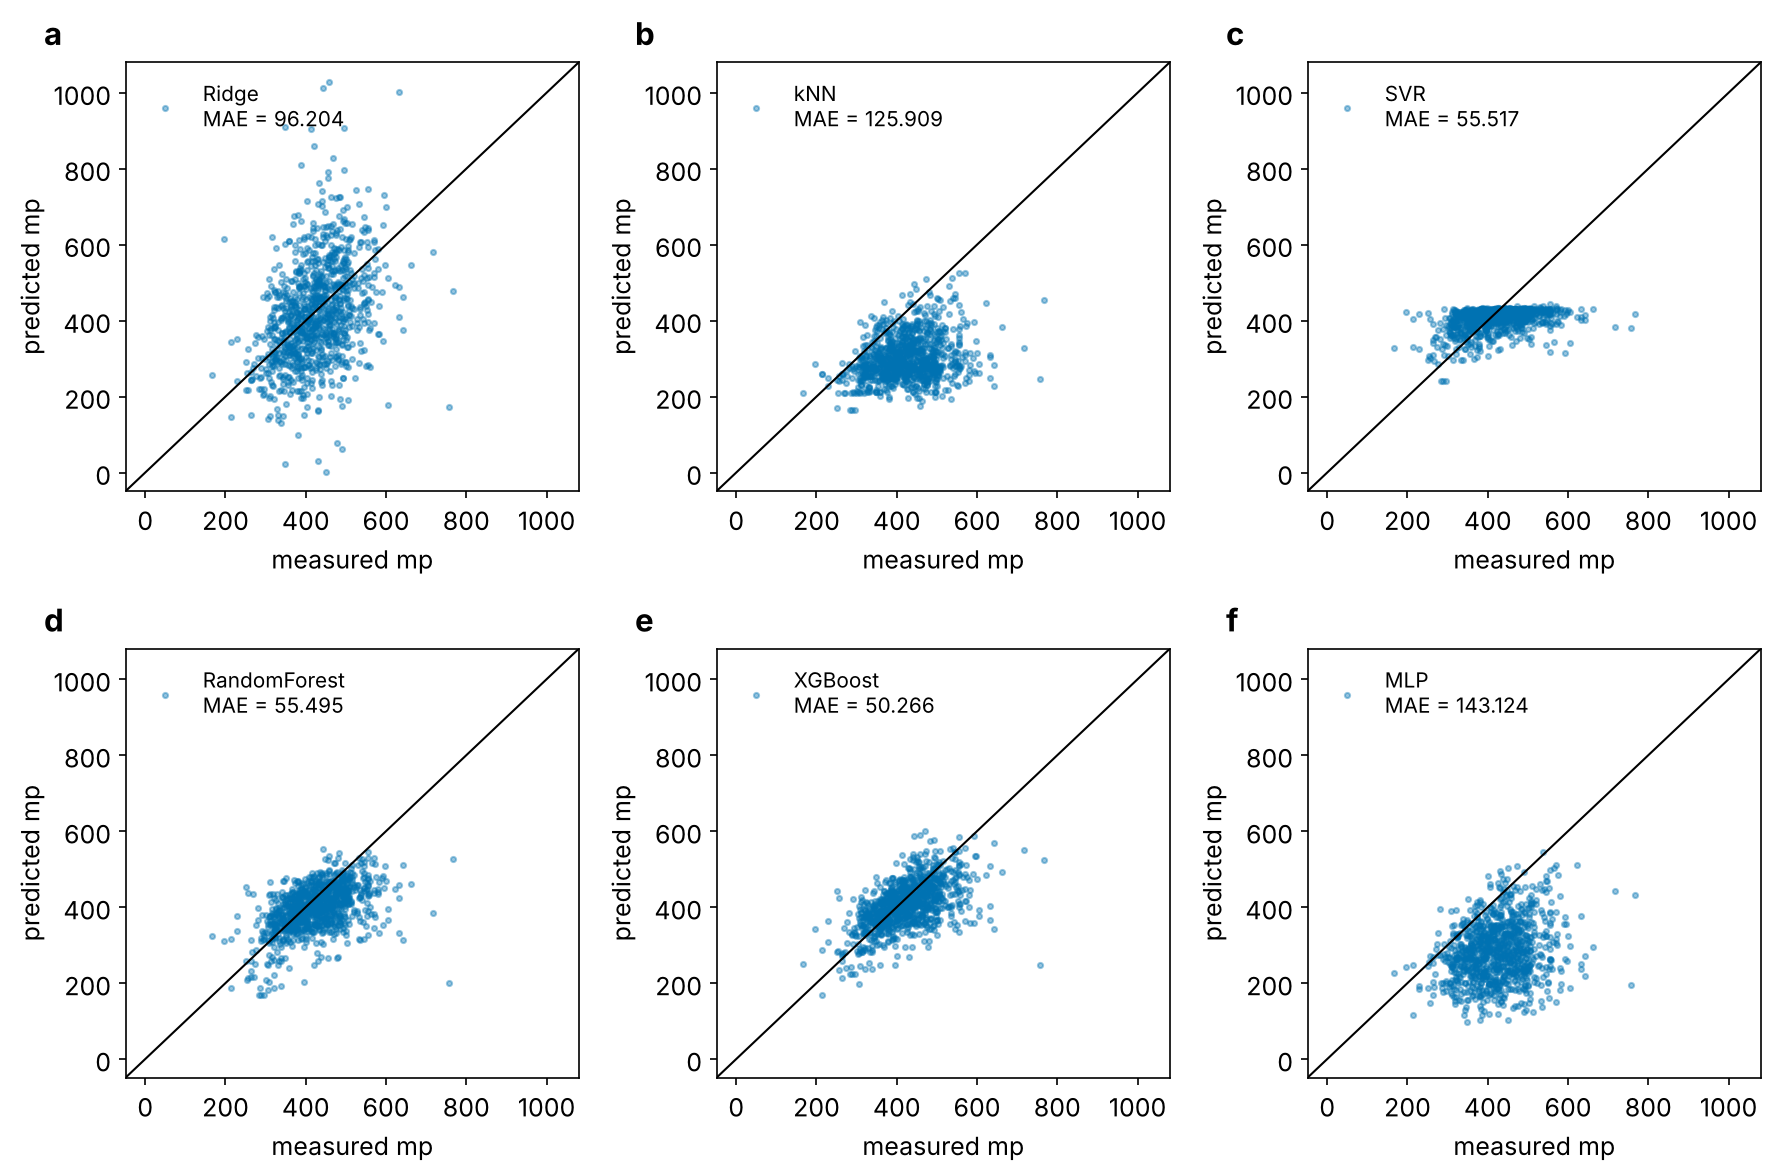 a
Ridge
MAE = 96.204
1000
800
600
400
200
0
0 200 400 600 800 1000
predicted mp
measured mp
b
kNN
MAE = 125.909
1000
800
600
400
200
0
0 200 400 600 800 1000
predicted mp
measured mp
c
SVR
MAE = 55.517
1000
800
600
400
200
0
0 200 400 600 800 1000
predicted mp
measured mp
d
RandomForest
MAE = 55.495
1000
800
600
400
200
0
0 200 400 600 800 1000
predicted mp
measured mp
e
XGBoost
MAE = 50.266
1000
800
600
400
200
0
0 200 400 600 800 1000
predicted mp
measured mp
f
MLP
MAE = 143.124
1000
800
600
400
200
0
0 200 400 600 800 1000
predicted mp
measured mp